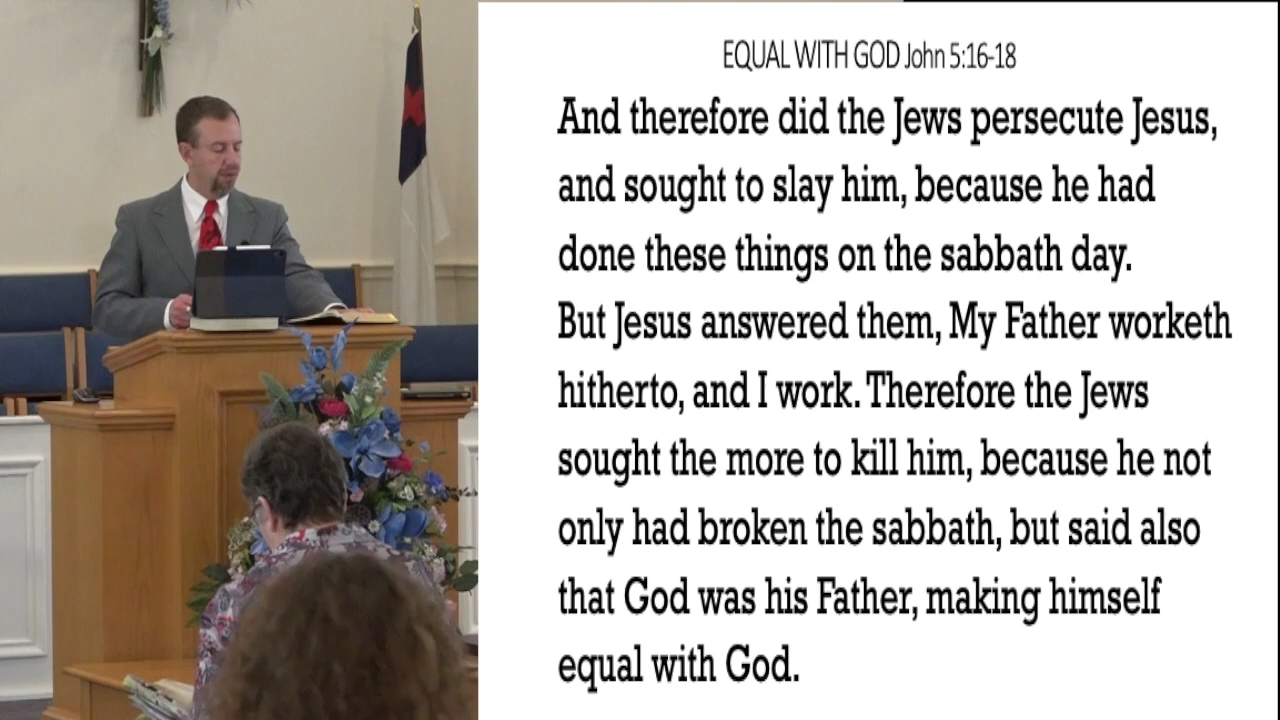 EQUAL WITH GOD John 5:16-18
And therefore did the Jews persecute Jesus,
and sought to slay him, because he had
done these things on the sabbath day.
But Jesus answered them, My Father worketh
hitherto, and I work. Therefore the Jews
sought the more to kill him, because he not
only had broken the sabbath, but said also
that God was his Father, making himself
equal with God.